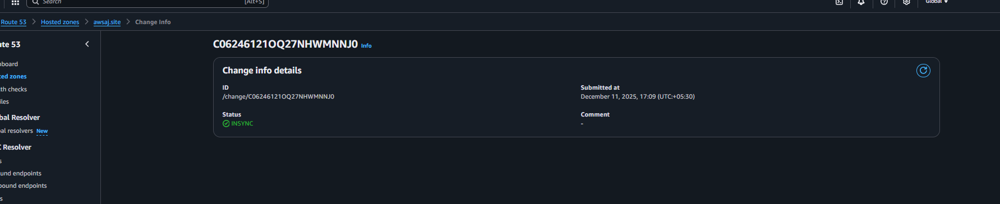 Search [Alt+S] Global
Route 53 > Hosted zones > awsaj.site > Change Info
ute 53
nboard
ted zones
th checks
iles
bal Resolver
al resolvers New
C Resolver
s
und endpoints
bound endpoints
s
C06246121OQ27NHWMNNJ0 Info
Change info details
ID
/change/C06246121OQ27NHWMNNJ0
Submitted at
December 11, 2025, 17:09 (UTC:+05:30)
Status
INSYNC
Comment
-